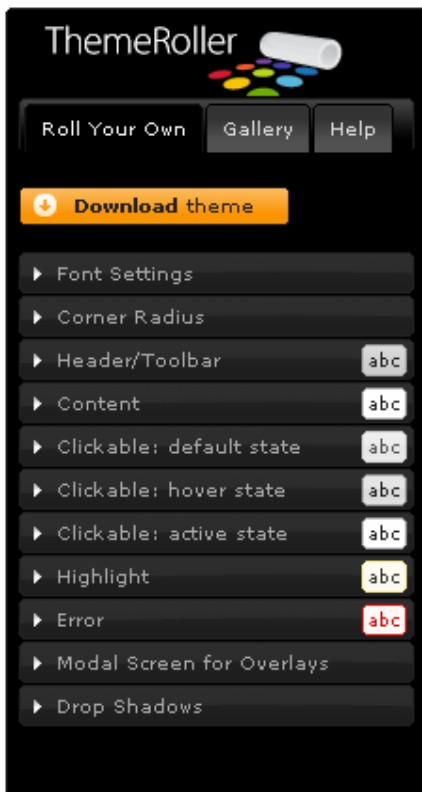 ThemeRoller
Roll Your Own Gallery Help
Download theme
Font Settings
Corner Radius
Header/Toolbar abc
Content abc
Clickable: default state abc
Clickable: hover state abc
Clickable: active state abc
Highlight abc
Error abc
Modal Screen for Overlays
Drop Shadows